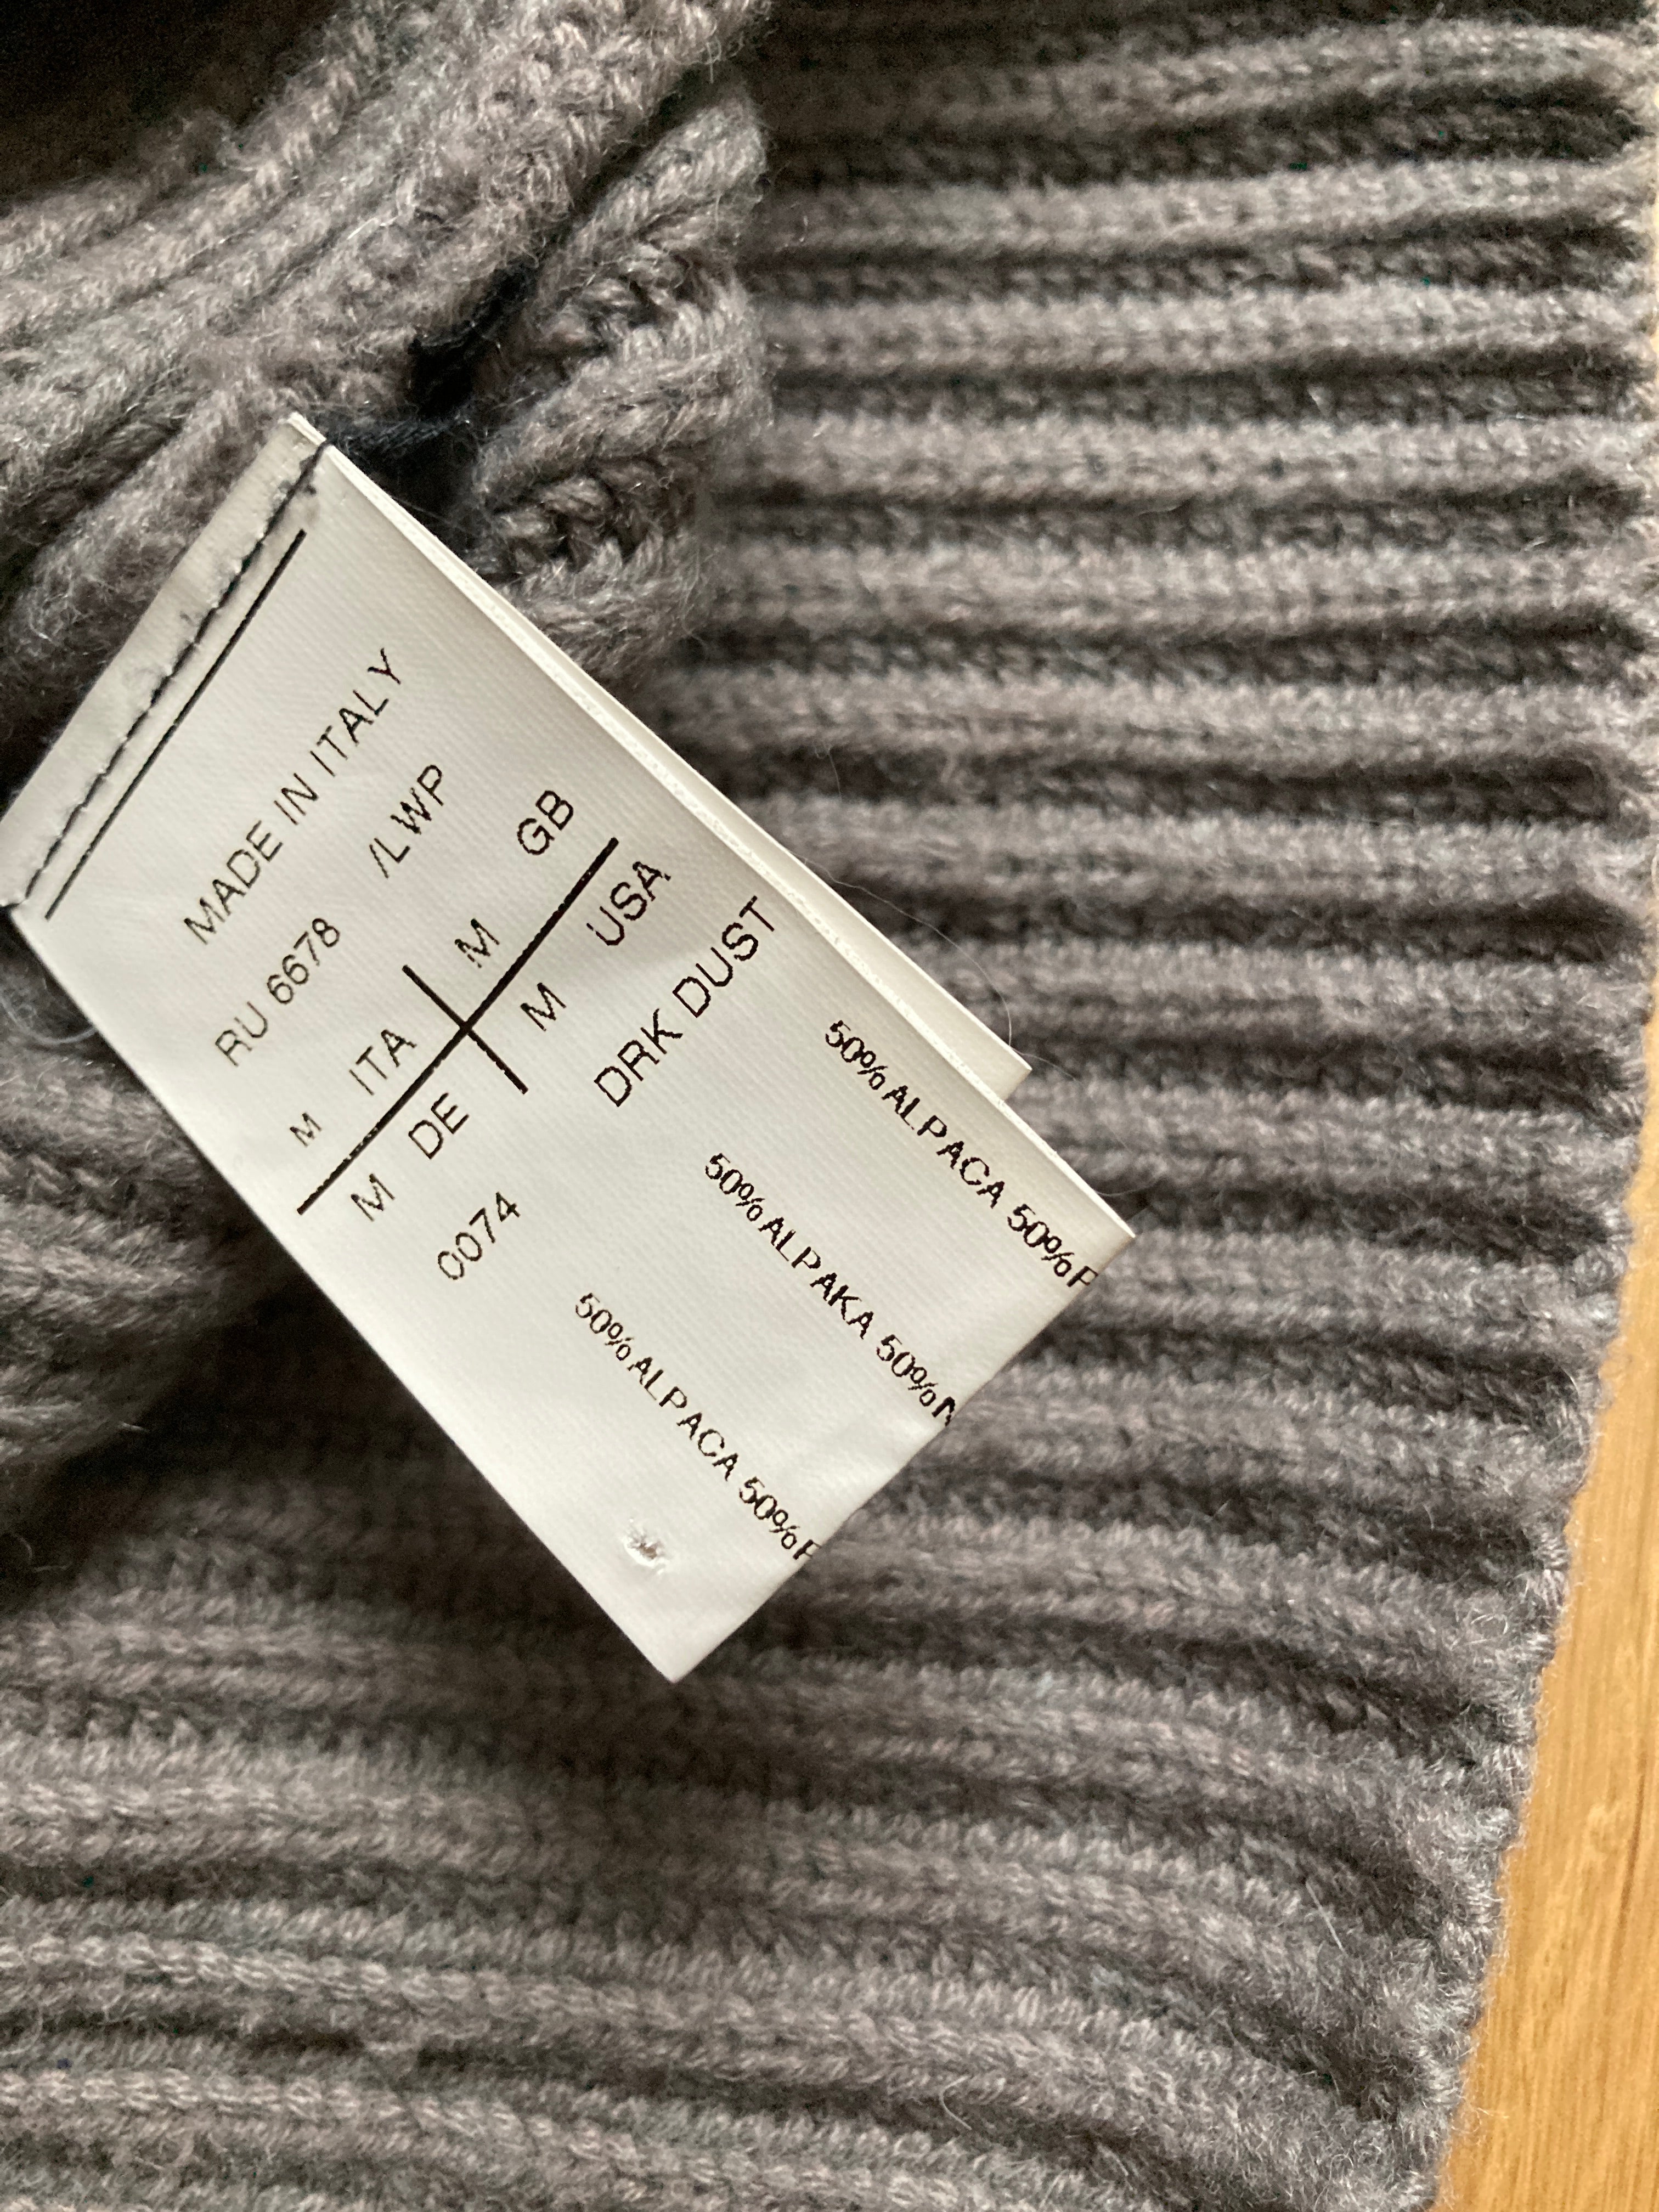 MADE IN ITALY
RU 6678 /LWP
M ITA M GB
M DE M USA
0074 DRK DUST
50%ALPACA 50%P
50%ALPAKA 50%
50%ALPACA 50%P